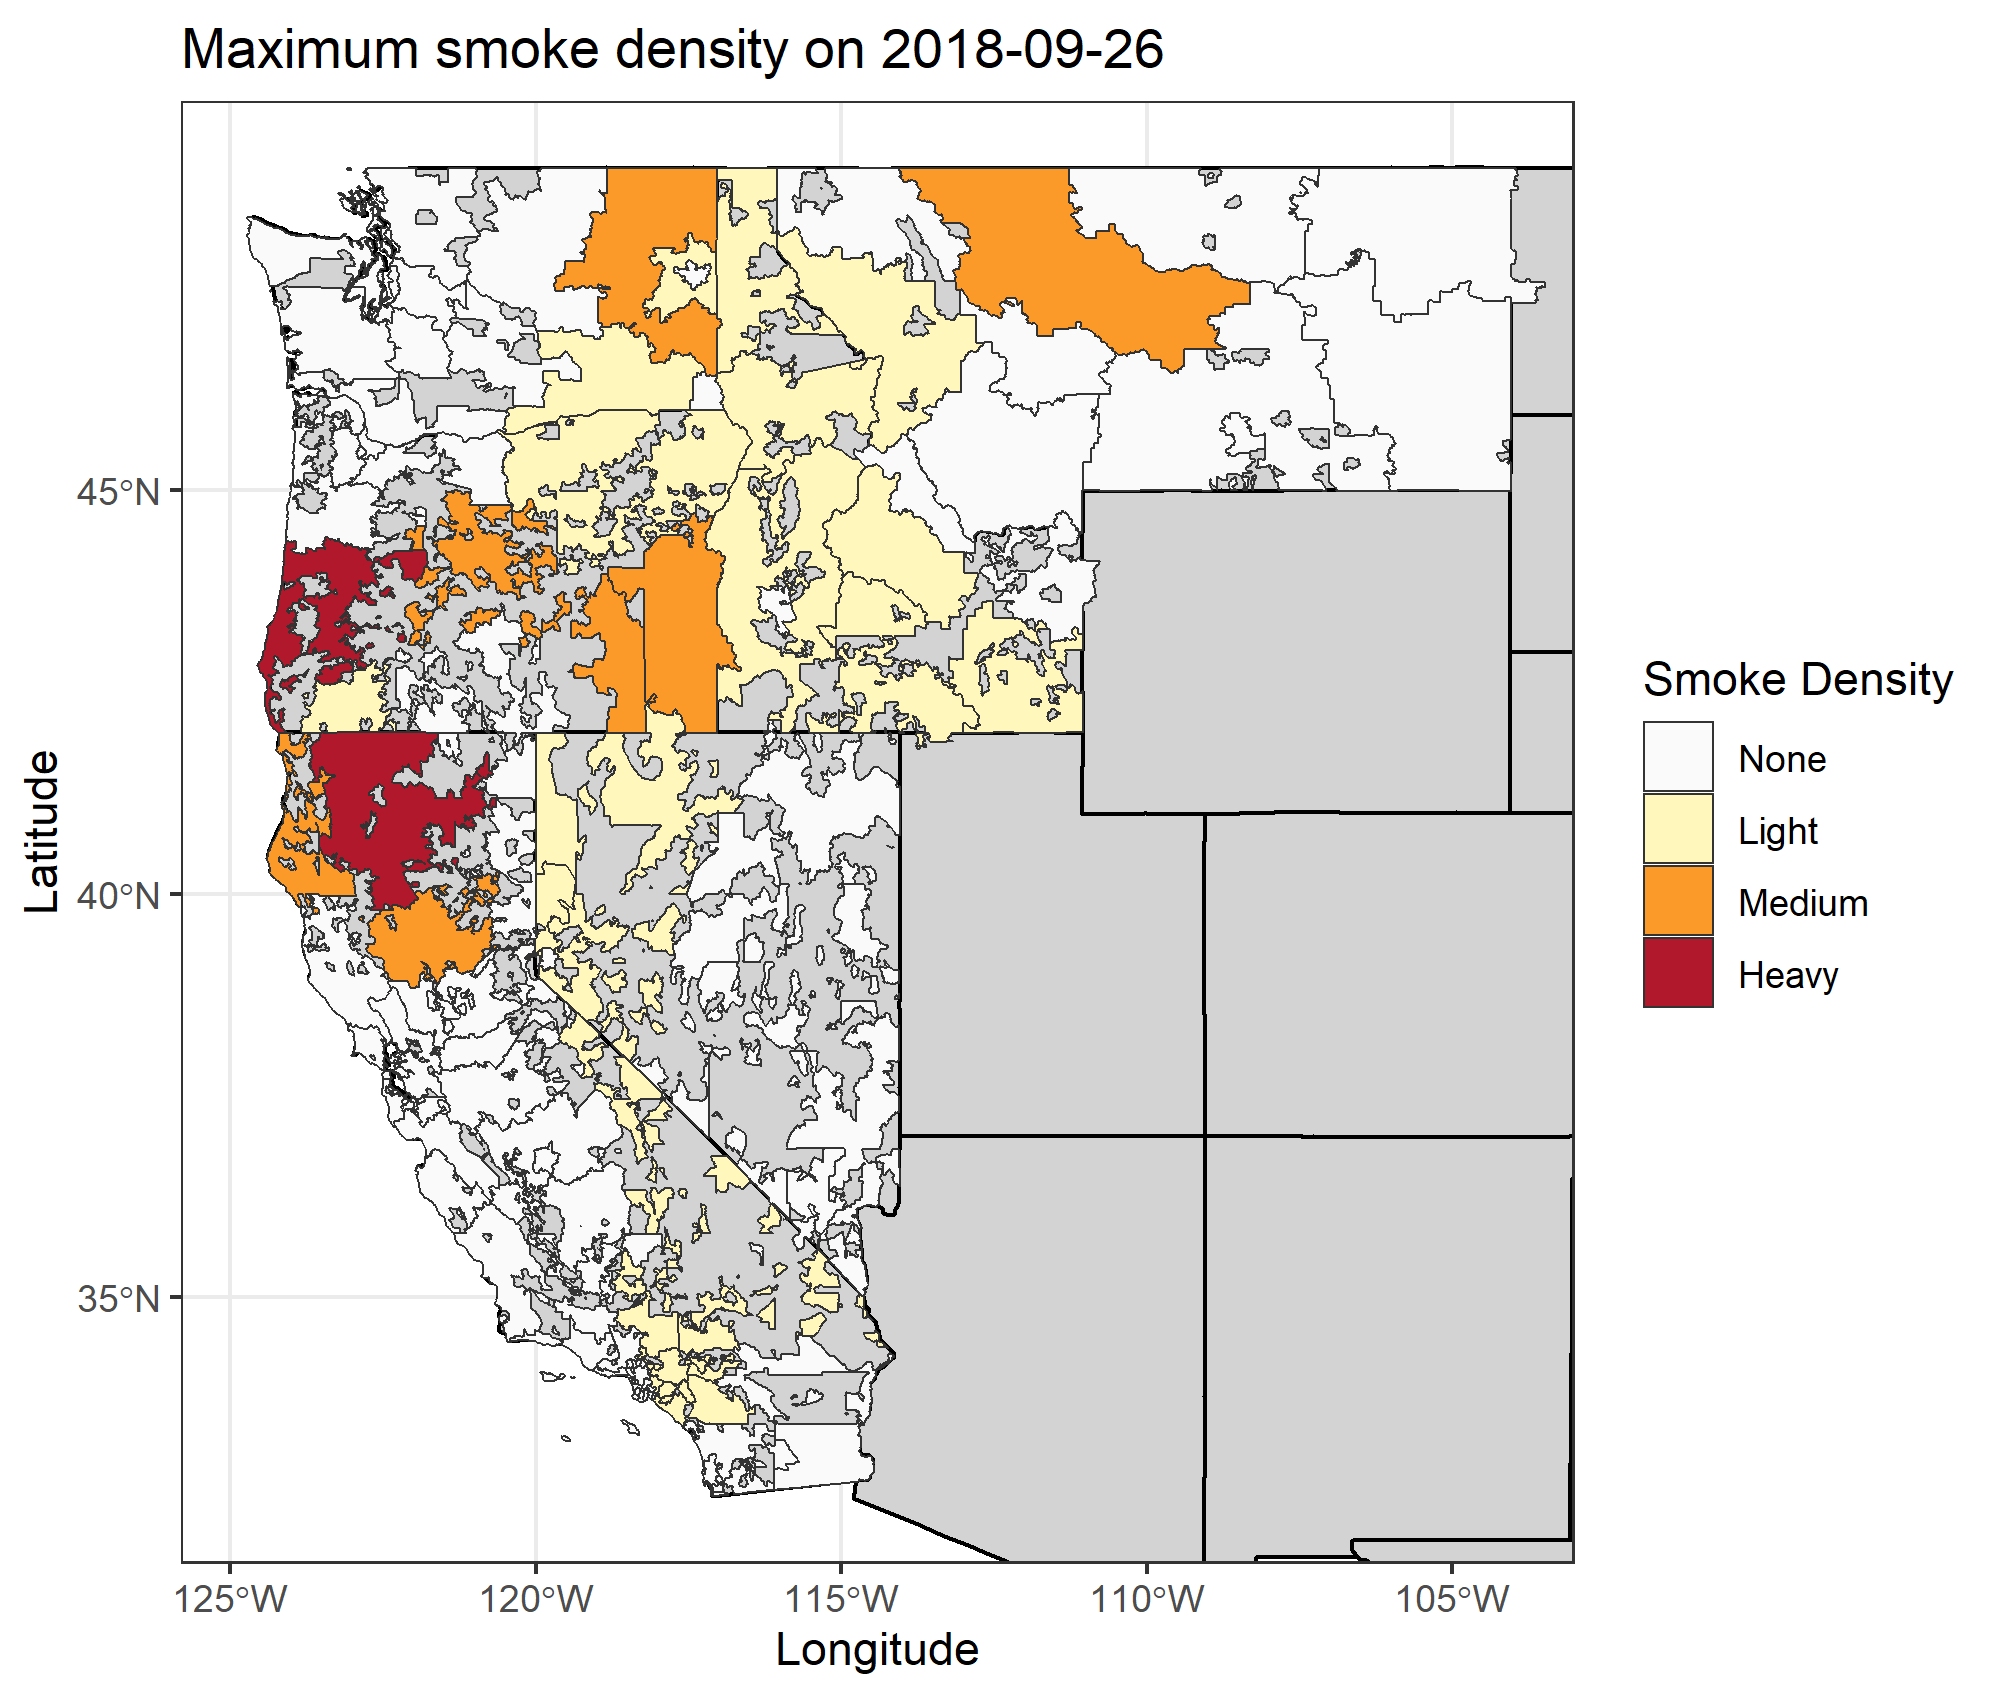 Maximum smoke density on 2018-09-26
45°N
40°N
35°N
Latitude
125°W
120°W
115°W
110°W
105°W
Longitude
Smoke Density
None
Light
Medium
Heavy